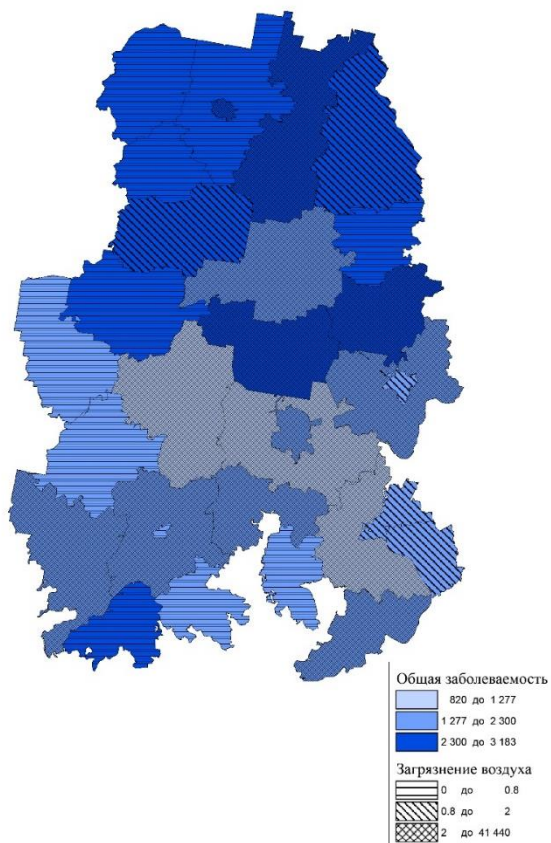 Общая заболеваемость
820 до 1 277
1 277 до 2 300
2 300 до 3 183
Загрязнение воздуха
0 до 0.8
0.8 до 2
2 до 41 440